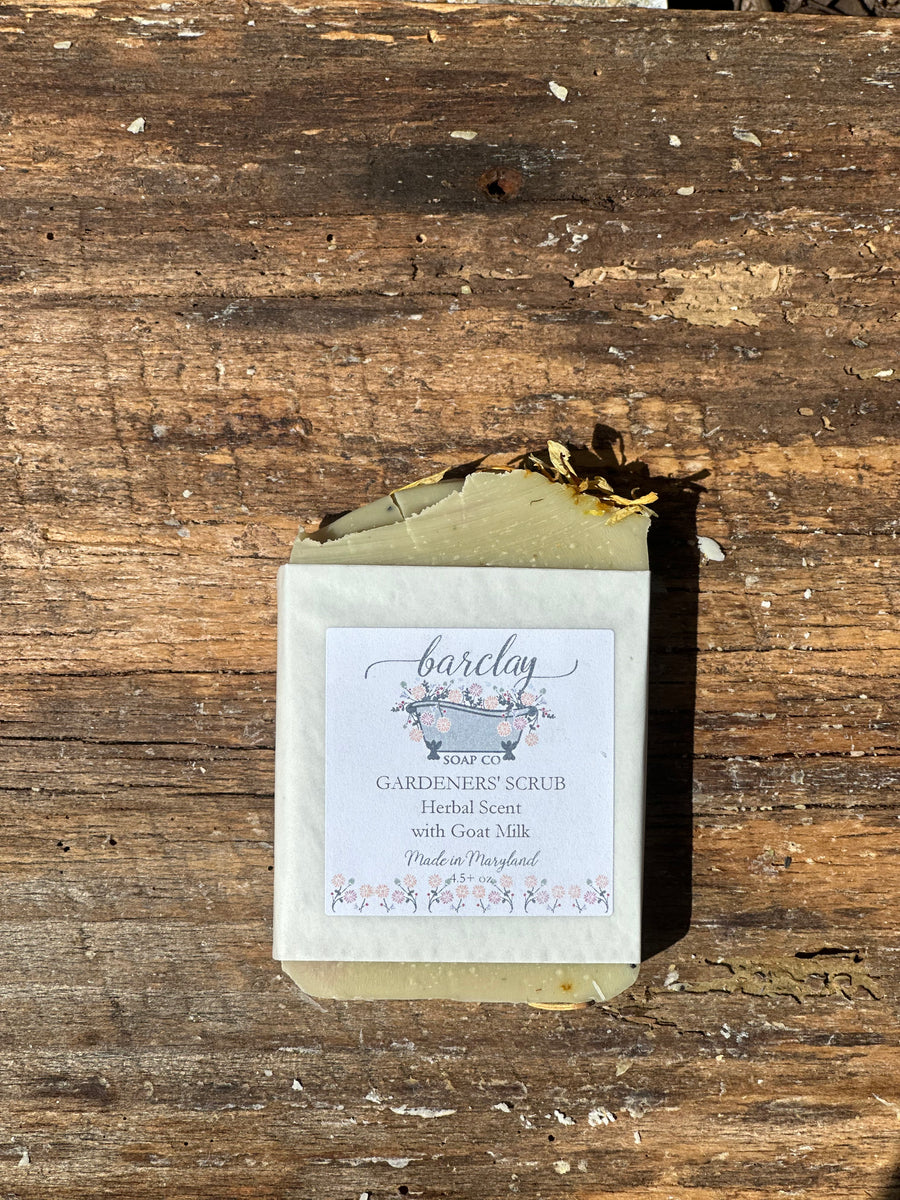 barclay
SOAP CO
GARDENERS' SCRUB
Herbal Scent
with Goat Milk
Made in Maryland
4.5+ oz